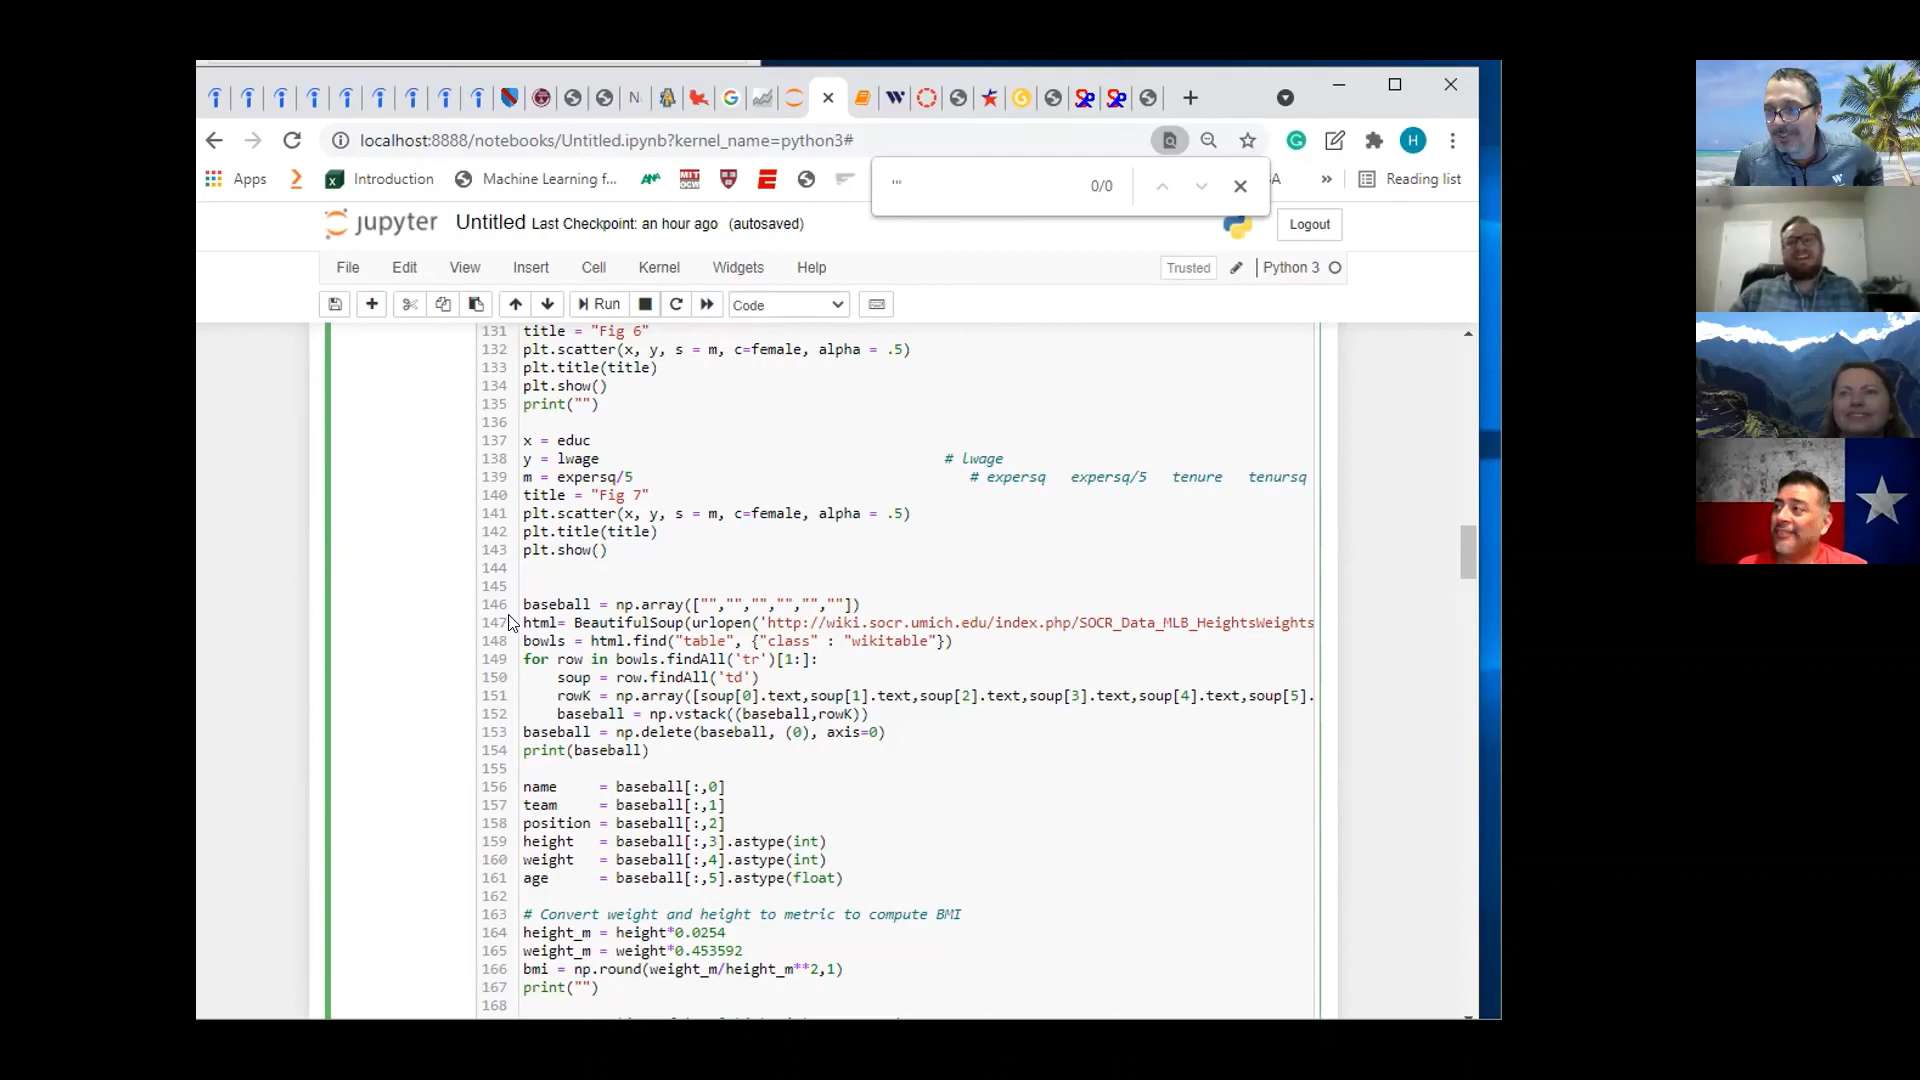 N
localhost:8888/notebooks/Untitled.ipynb?kernel_name=python3#
H
Apps
Introduction
Machine Learning f...
MIT
OCW
A
»
Reading list
''' 0/0
jupyter Untitled Last Checkpoint: an hour ago (autosaved)
Logout
File Edit View Insert Cell Kernel Widgets Help
Trusted Python 3
Run Code
131 title = "Fig 6"
132 plt.scatter(x, y, s = m, c=female, alpha = .5)
133 plt.title(title)
134 plt.show()
135 print("")
136
137 x = educ
138 y = lwage # lwage
139 m = expersq/5 # expersq expersq/5 tenure tenursq
140 title = "Fig 7"
141 plt.scatter(x, y, s = m, c=female, alpha = .5)
142 plt.title(title)
143 plt.show()
144
145
146 baseball = np.array(["","","","","",""])
147 html= BeautifulSoup(urlopen('http://wiki.socr.umich.edu/index.php/SOCR_Data_MLB_HeightsWeights
148 bowls = html.find("table", {"class" : "wikitable"})
149 for row in bowls.findAll('tr')[1:]:
150 soup = row.findAll('td')
151 rowK = np.array([soup[0].text,soup[1].text,soup[2].text,soup[3].text,soup[4].text,soup[5].
152 baseball = np.vstack((baseball,rowK))
153 baseball = np.delete(baseball, (0), axis=0)
154 print(baseball)
155
156 name = baseball[:,0]
157 team = baseball[:,1]
158 position = baseball[:,2]
159 height = baseball[:,3].astype(int)
160 weight = baseball[:,4].astype(int)
161 age = baseball[:,5].astype(float)
162
163 # Convert weight and height to metric to compute BMI
164 height_m = height*0.0254
165 weight_m = weight*0.453592
166 bmi = np.round(weight_m/height_m**2,1)
167 print("")
168